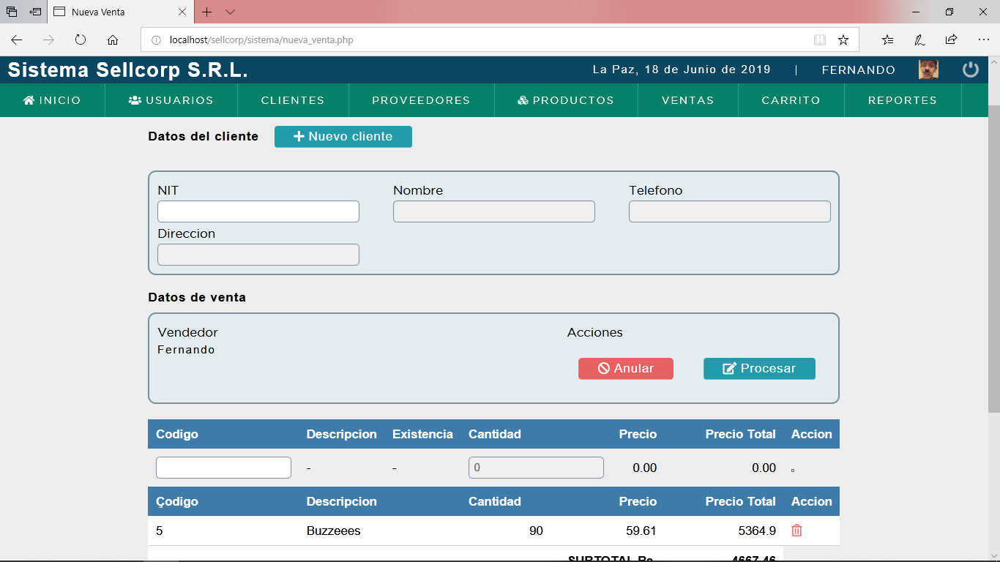 Nueva Venta
localhost/sellcorp/sistema/nueva_venta.php
Sistema Sellcorp S.R.L. La Paz, 18 de Junio de 2019 | FERNANDO
INICIO USUARIOS CLIENTES PROVEEDORES PRODUCTOS VENTAS CARRITO REPORTES
Datos del cliente Nuevo cliente
NIT Nombre Telefono
Direccion
Datos de venta
Vendedor Acciones
Fernando
Anular Procesar
Codigo Descripcion Existencia Cantidad Precio Precio Total Accion
- - 0 0.00 0.00
Çodigo Descripcion Cantidad Precio Precio Total Accion
5 Buzzeees 90 59.61 5364.9
SUBTOTAL Bs. 4667.46